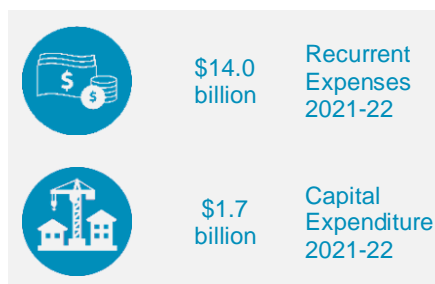 $
$
$14.0
billion
Recurrent
Expenses
2021-22
$1.7
billion
Capital
Expenditure
2021-22